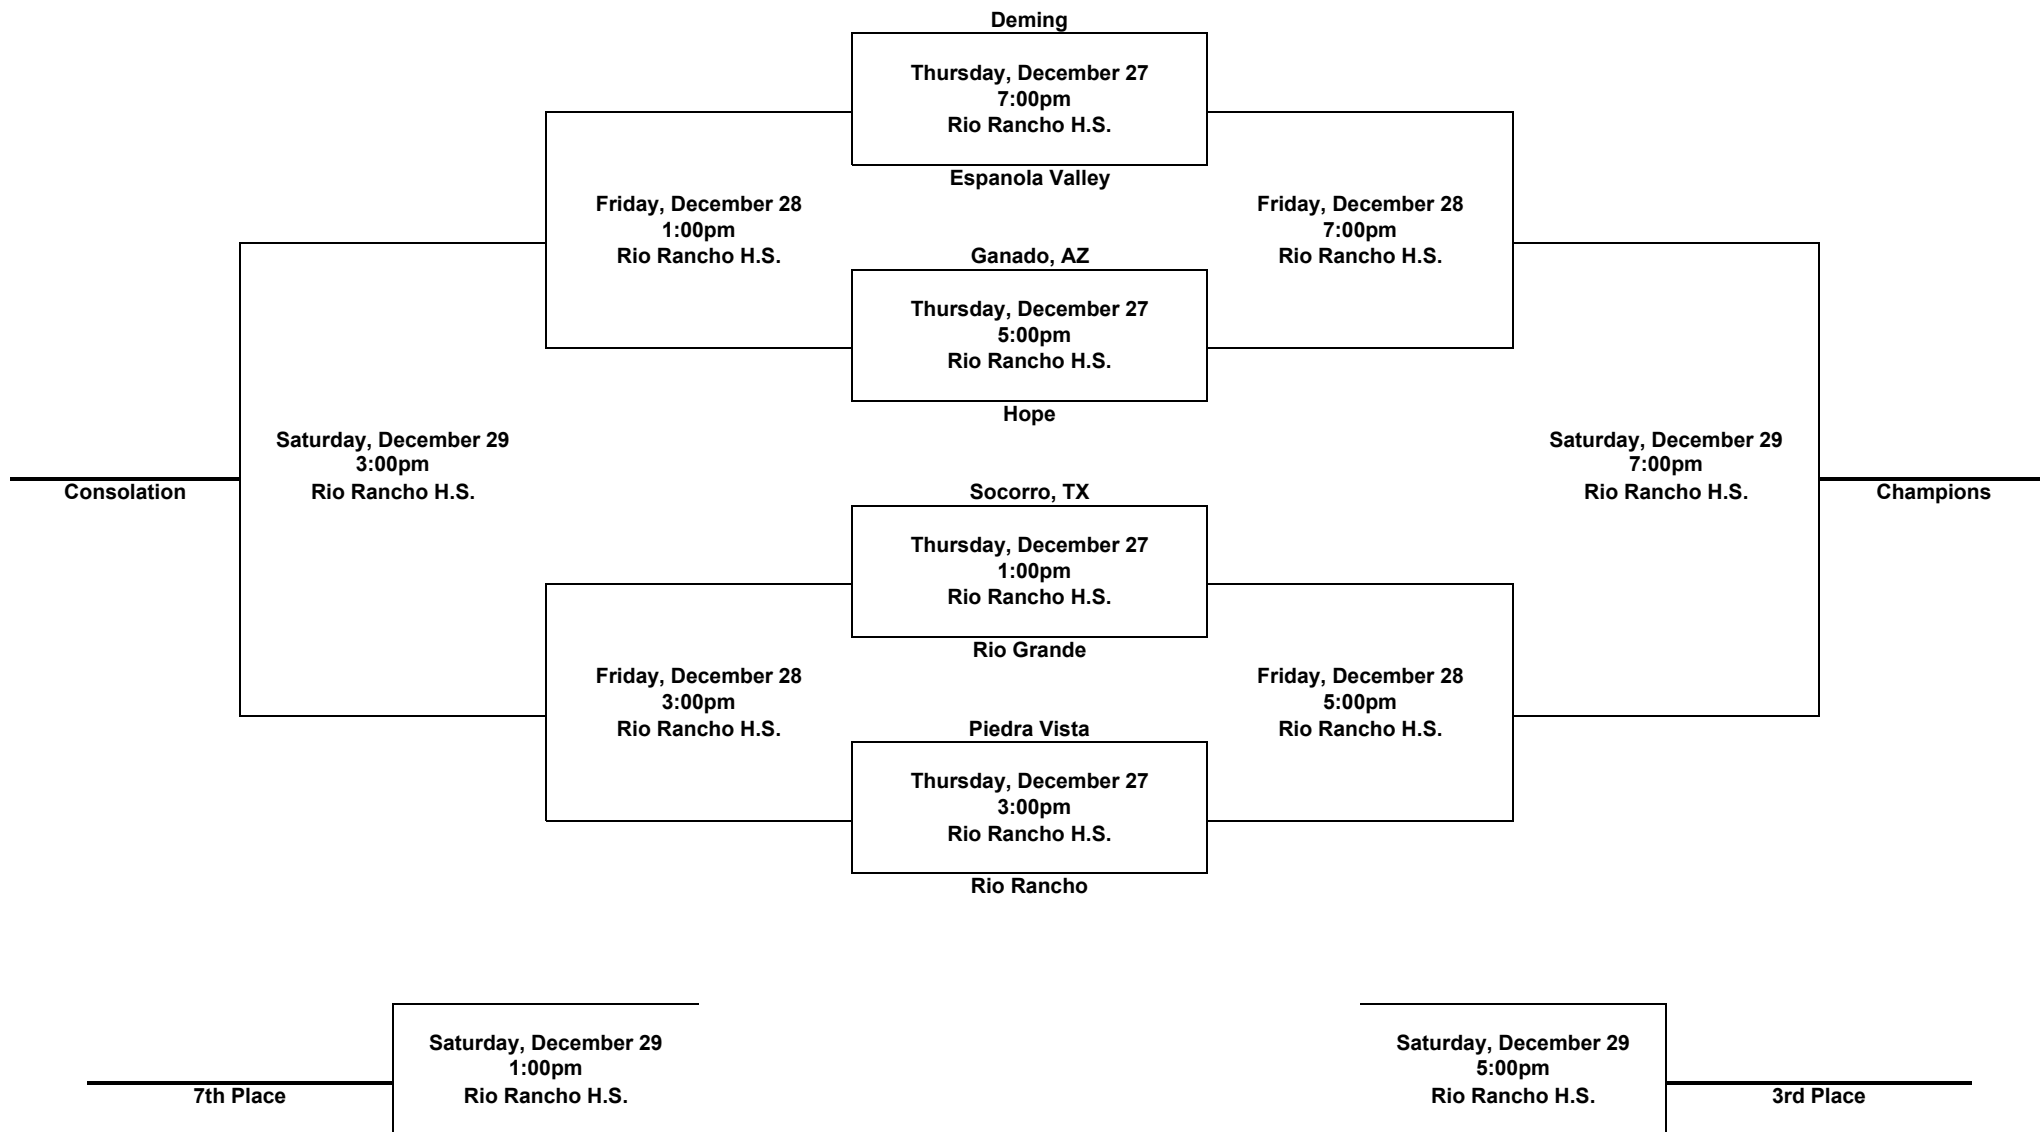 Deming
Thursday, December 27
7:00pm
Rio Rancho H.S.
Espanola Valley
Friday, December 28
1:00pm
Rio Rancho H.S.
Friday, December 28
7:00pm
Rio Rancho H.S.
Ganado, AZ
Thursday, December 27
5:00pm
Rio Rancho H.S.
Hope
Saturday, December 29
3:00pm
Rio Rancho H.S.
Consolation
Saturday, December 29
7:00pm
Rio Rancho H.S.
Champions
Socorro, TX
Thursday, December 27
1:00pm
Rio Rancho H.S.
Rio Grande
Friday, December 28
3:00pm
Rio Rancho H.S.
Friday, December 28
5:00pm
Rio Rancho H.S.
Piedra Vista
Thursday, December 27
3:00pm
Rio Rancho H.S.
Rio Rancho
Saturday, December 29
1:00pm
Rio Rancho H.S.
7th Place
Saturday, December 29
5:00pm
Rio Rancho H.S.
3rd Place